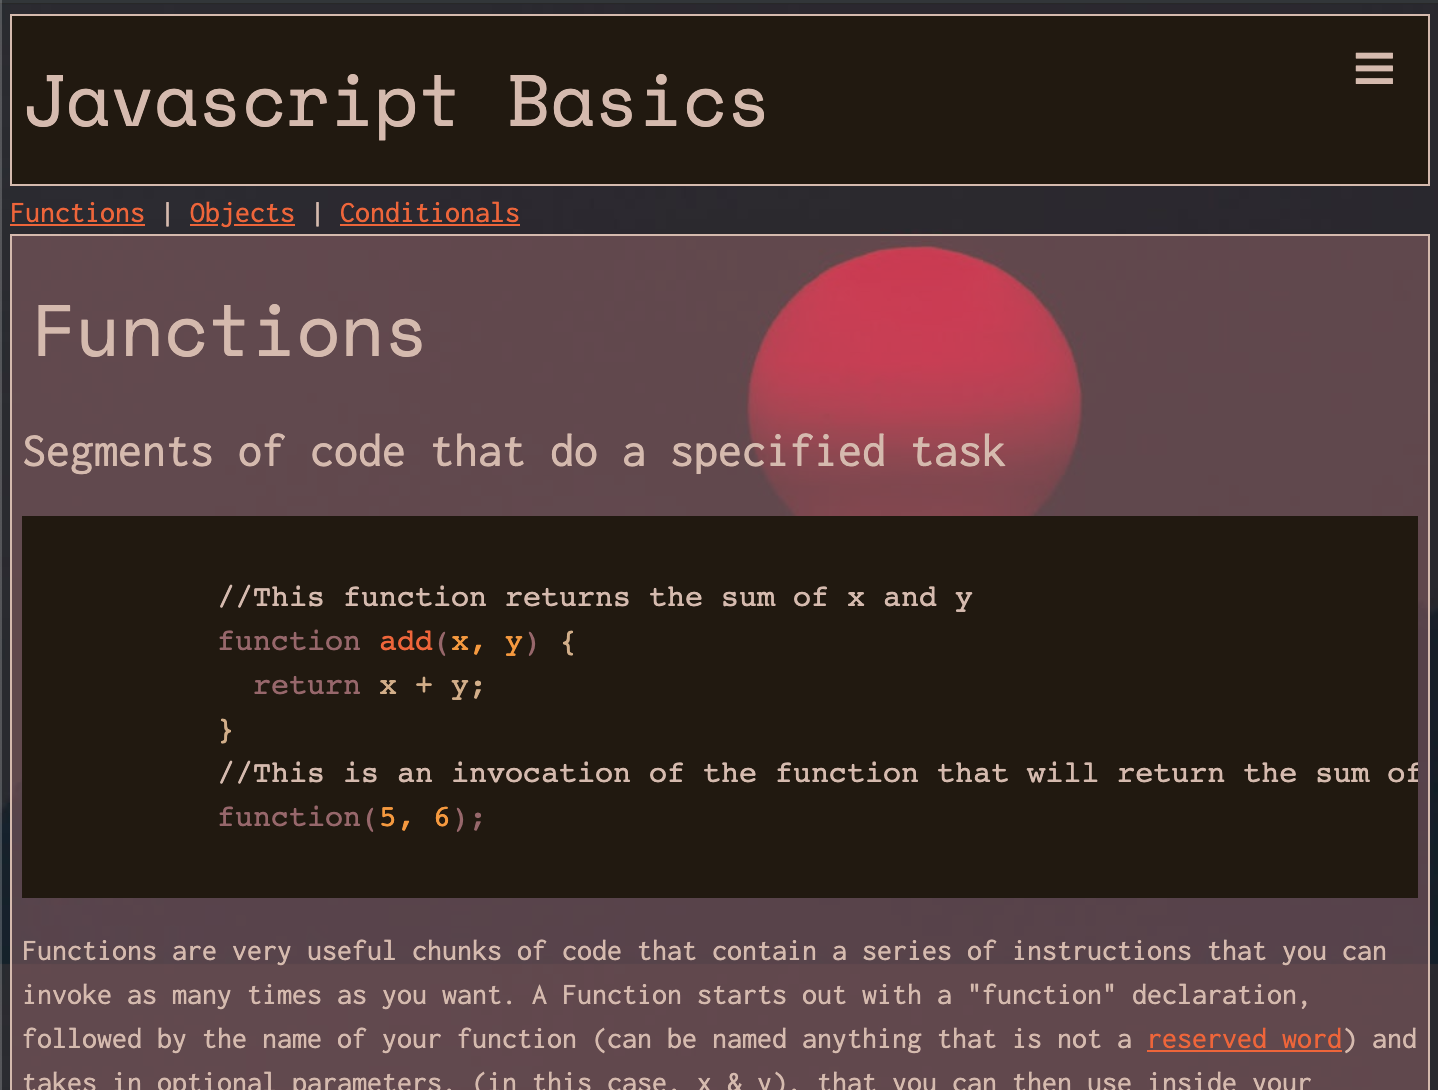 Javascript Basics
Functions | Objects | Conditionals
Functions
Segments of code that do a specified task
//This function returns the sum of x and y
function add(x, y) {
  return x + y;
}
//This is an invocation of the function that will return the sum of
function(5, 6);
Functions are very useful chunks of code that contain a series of instructions that you can
invoke as many times as you want. A Function starts out with a "function" declaration,
followed by the name of your function (can be named anything that is not a reserved word) and
takes in optional parameters, (in this case, x & y), that you can then use inside your